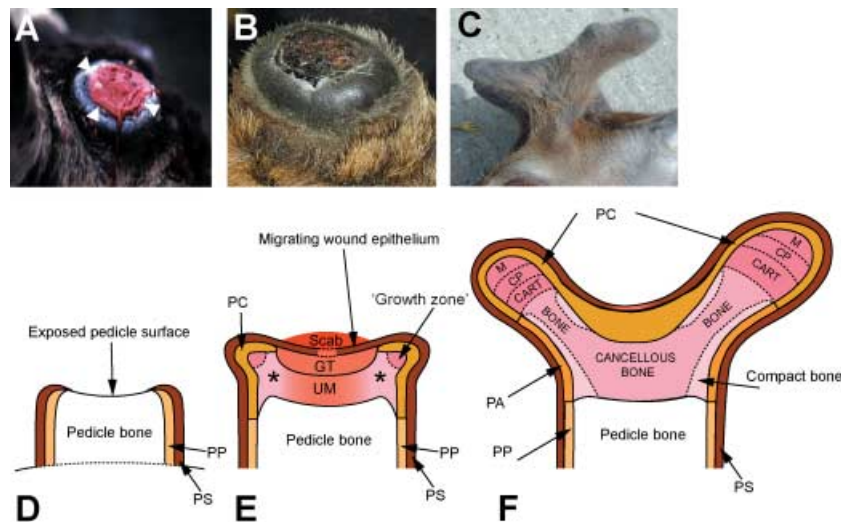 A
B
C
Exposed pedicle surface
Pedicle bone
PP
PS
D
Migrating wound epithelium
PC
'Growth zone'
Scab
GT
*
*
UM
Pedicle bone
PP
PS
E
PC
M
CP
CART
BONE
M
CP
CART
BONE
CANCELLOUS
BONE
Compact bone
PA
PP
Pedicle bone
PS
F